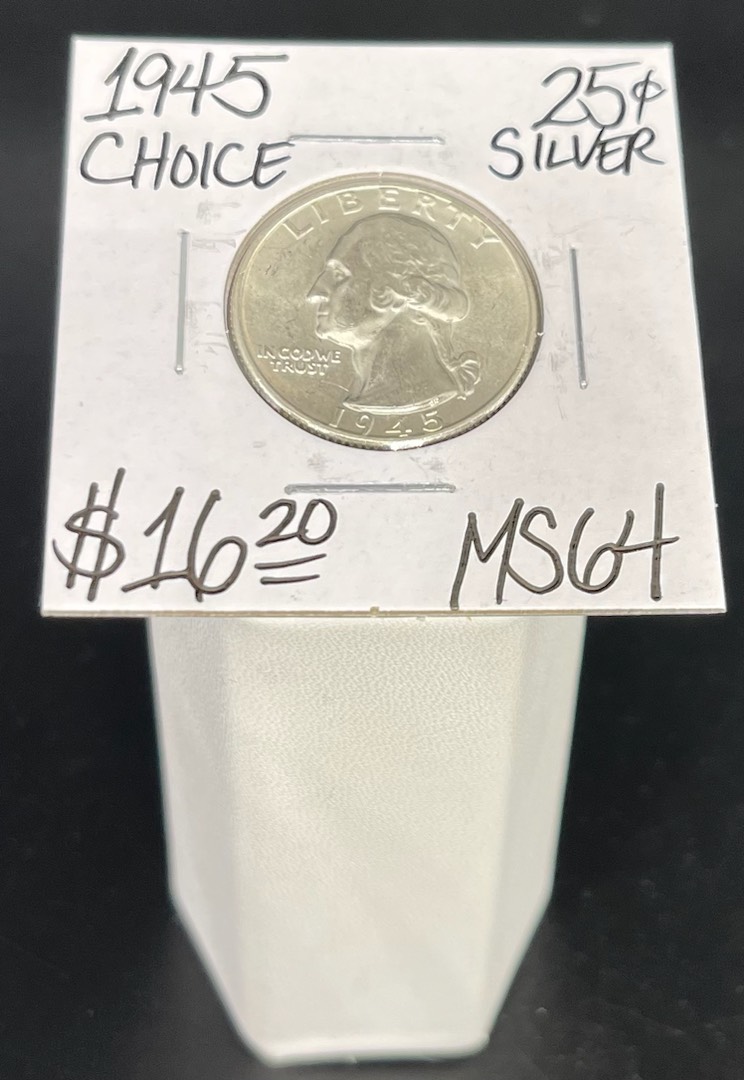 1945
CHOICE
25¢
SILVER
LIBERTY
IN GOD WE
TRUST
1945
$16 20
MS64